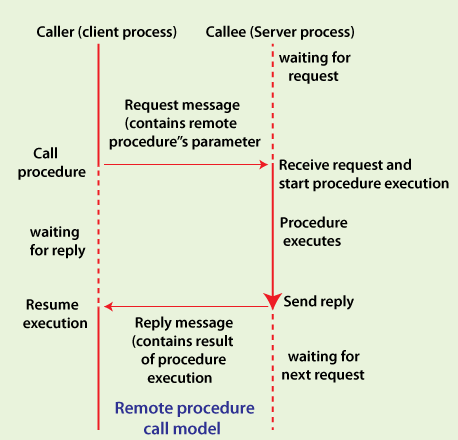 Caller (client process)
Callee (Server process)
waiting for
request
Request message
(contains remote
procedure"s parameter
Call
procedure
Receive request and
start procedure execution
waiting
for reply
Procedure
executes
Resume
execution
Send reply
Reply message
(contains result
of procedure
execution
waiting for
next request
Remote procedure
call model